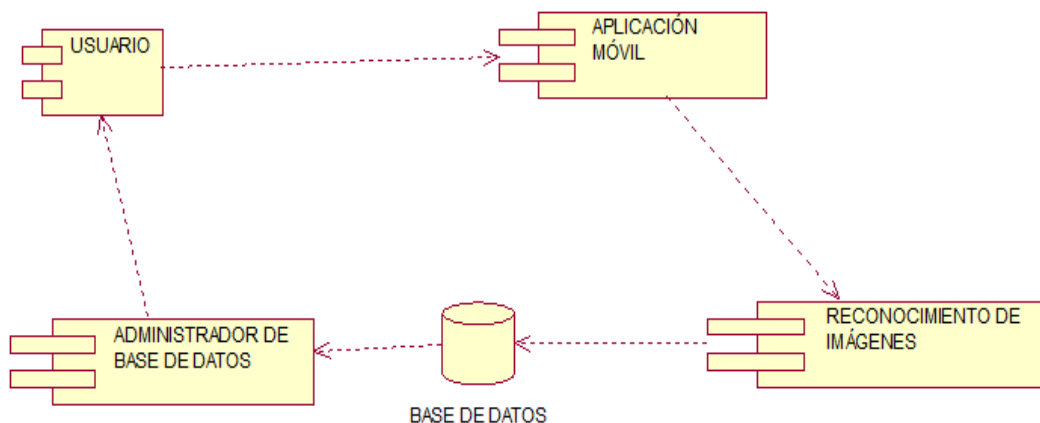 USUARIO
APLICACIÓN
MÓVIL
ADMINISTRADOR DE
BASE DE DATOS
RECONOCIMIENTO DE
IMÁGENES
BASE DE DATOS